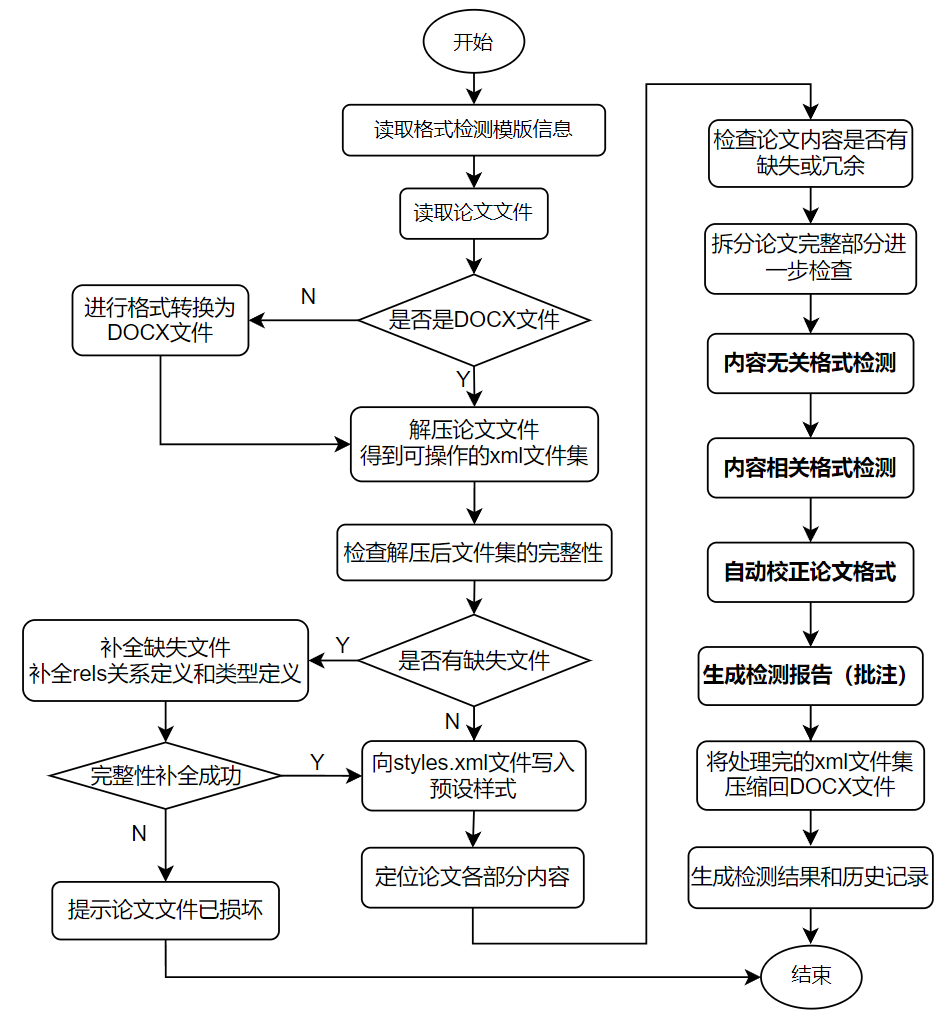 开始
读取格式检测模版信息
读取论文文件
是否是DOCX文件
N
进行格式转换为
DOCX文件
Y
解压论文文件
得到可操作的xml文件集
检查解压后文件集的完整性
是否有缺失文件
Y
补全缺失文件
补全rels关系定义和类型定义
N
完整性补全成功
Y
向styles.xml文件写入
预设样式
N
提示论文文件已损坏
定位论文各部分内容
检查论文内容是否有
缺失或冗余
拆分论文完整部分进
一步检查
内容无关格式检测
内容相关格式检测
自动校正论文格式
生成检测报告（批注）
将处理完的xml文件集
压缩回DOCX文件
生成检测结果和历史记录
结束